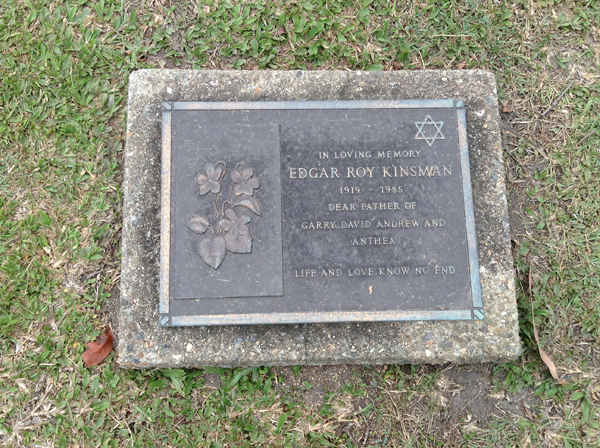 IN LOVING MEMORY
EDGAR ROY KINSMAN
1919 - 1985
DEAR FATHER OF
GARRY DAVID ANDREW AND
ANTHEA
LIFE AND LOVE KNOW NO END